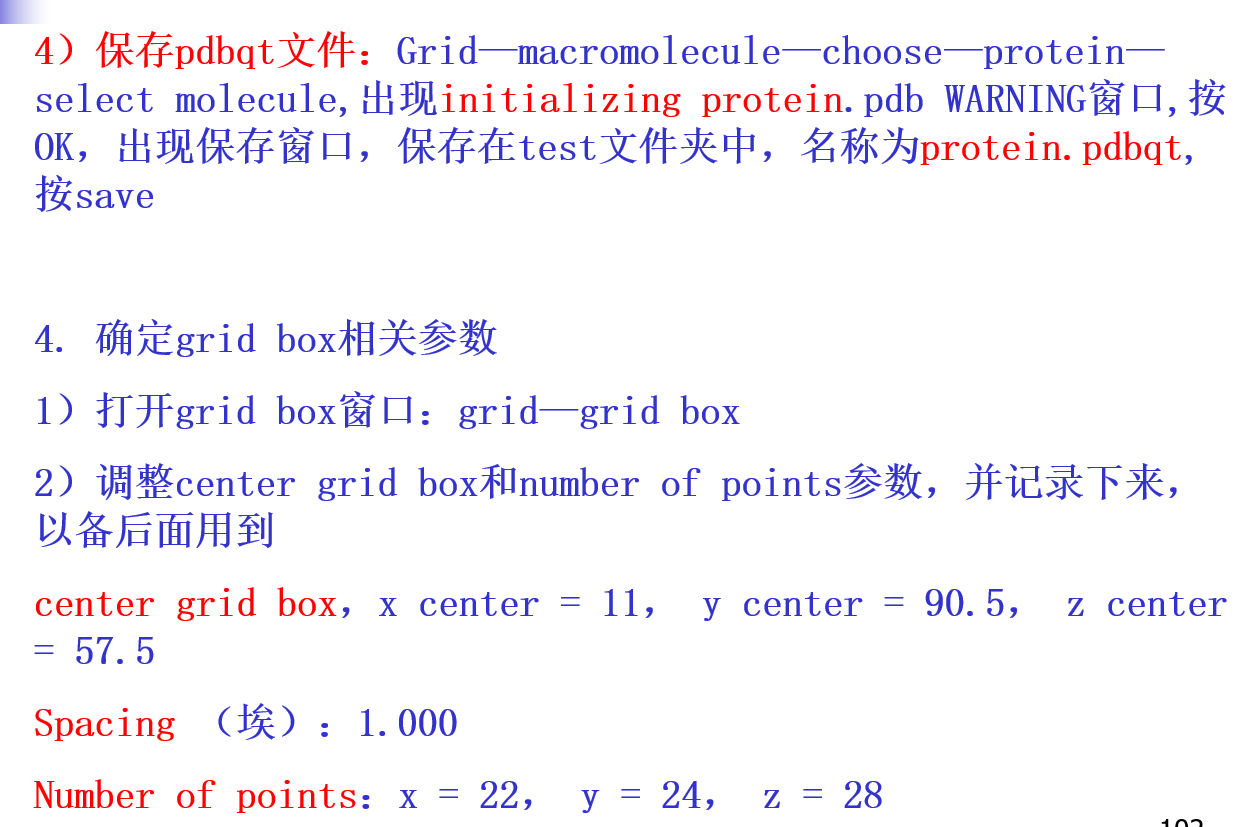 4）保存pdbqt文件：Grid—macromolecule—choose—protein—
select molecule,出现initializing protein.pdb WARNING窗口,按
OK，出现保存窗口，保存在test文件夹中，名称为protein.pdbqt,
按save
4. 确定grid box相关参数
1）打开grid box窗口：grid—grid box
2）调整center grid box和number of points参数，并记录下来，
以备后面用到
center grid box，x center = 11， y center = 90.5， z center
= 57.5
Spacing （埃）：1.000
Number of points：x = 22， y = 24， z = 28